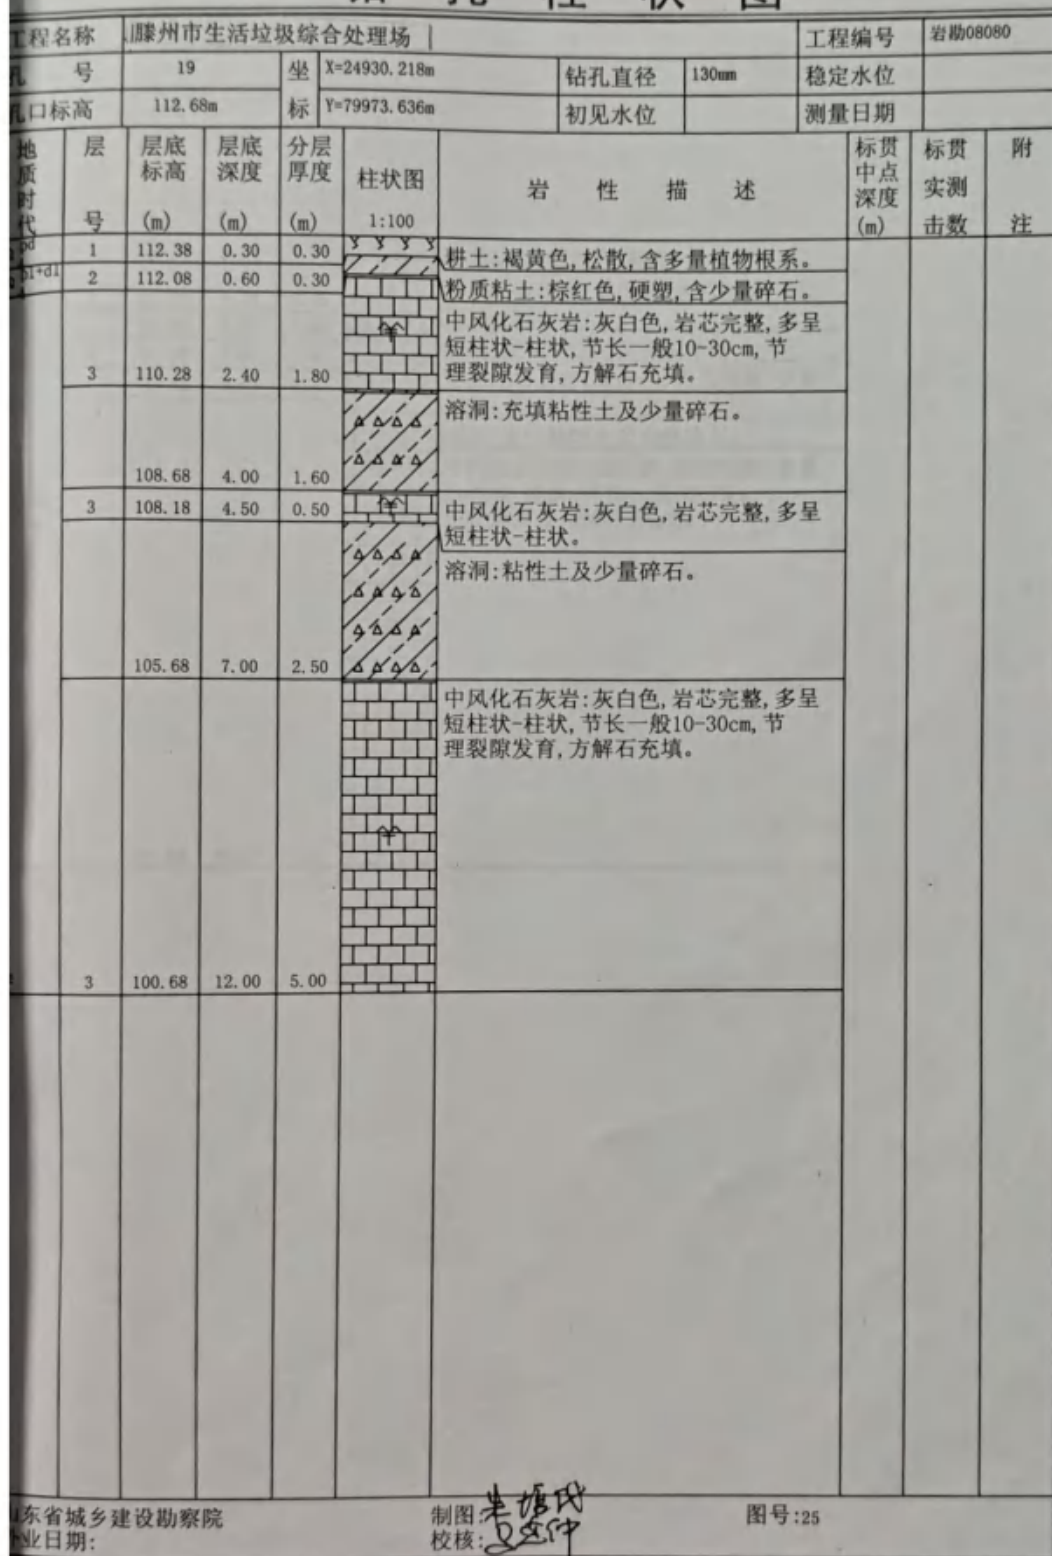 柱 状 图
工程名称 滕州市生活垃圾综合处理场 工程编号 岩勘08080
号 19 坐 X=24930.218m 钻孔直径 130mm 稳定水位
孔口标高 112.68m 标 Y=79973.636m 初见水位 测量日期
地质时代 层号 层底标高(m) 层底深度(m) 分层厚度(m) 柱状图 1:100 岩 性 描 述 标贯中点深度(m) 标贯实测击数 附注
1 112.38 0.30 0.30 耕土:褐黄色,松散,含多量植物根系。
2 112.08 0.60 0.30 粉质粘土:棕红色,硬塑,含少量碎石。
中风化石灰岩:灰白色,岩芯完整,多呈
短柱状-柱状,节长一般10-30cm,节
3 110.28 2.40 1.80 理裂隙发育,方解石充填。
溶洞:充填粘性土及少量碎石。
108.68 4.00 1.60
3 108.18 4.50 0.50 中风化石灰岩:灰白色,岩芯完整,多呈
短柱状-柱状。
溶洞:粘性土及少量碎石。
105.68 7.00 2.50
中风化石灰岩:灰白色,岩芯完整,多呈
短柱状-柱状,节长一般10-30cm,节
理裂隙发育,方解石充填。
3 100.68 12.00 5.00
山东省城乡建设勘察院 制图: 图号:25
外业日期: 校核: